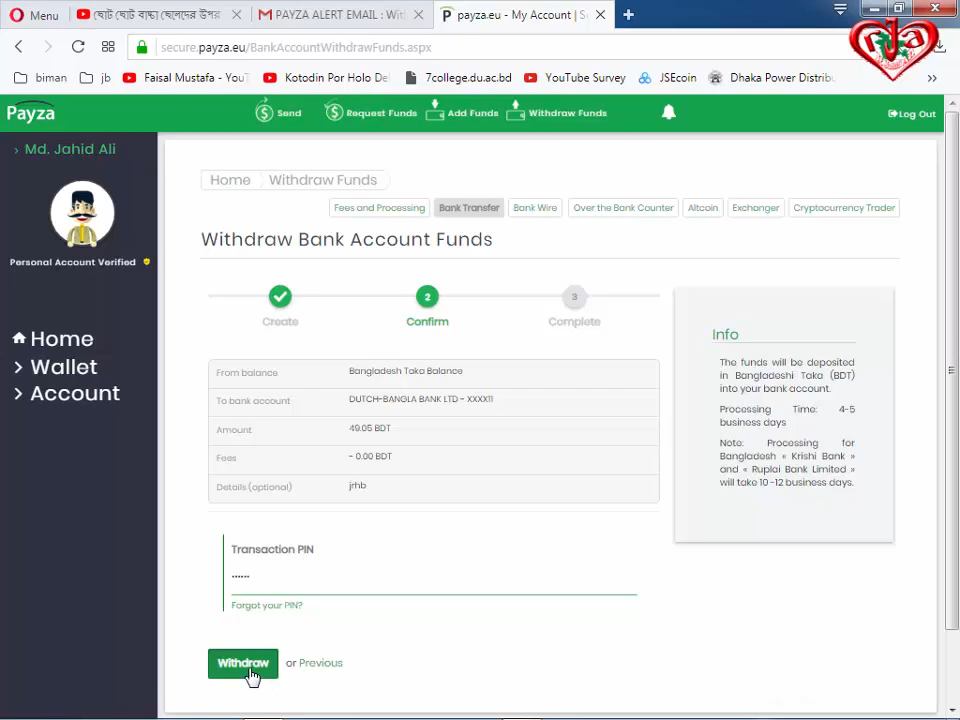 Menu
ছোট ছোট বাচ্চা ছেলেদের উপর
PAYZA ALERT EMAIL : Wit
payza.eu - My Account | S
secure.payza.eu/BankAccountWithdrawFunds.aspx
biman
jb
Faisal Mustafa - YouT
Kotodin Por Holo De
7college.du.ac.bd
YouTube Survey
JSEcoin
Dhaka Power Distribu
rja
Payza
Send
Request Funds
Add Funds
Withdraw Funds
Log Out
Md. Jahid Ali
Personal Account Verified
Home
Wallet
Account
Home
Withdraw Funds
Fees and Processing
Bank Transfer
Bank Wire
Over the Bank Counter
Altcoin
Exchanger
Cryptocurrency Trader
Withdraw Bank Account Funds
2
3
Create
Confirm
Complete
From balance
Bangladesh Taka Balance
To bank account
DUTCH-BANGLA BANK LTD - XXXX11
Amount
49.05 BDT
Fees
- 0.00 BDT
Details (optional)
jrhb
Transaction PIN
Forgot your PIN?
Withdraw or Previous
Info
The funds will be deposited
in Bangladeshi Taka (BDT)
into your bank account.
Processing Time: 4-5
business days
Note: Processing for
Bangladesh « Krishi Bank »
and « Ruplai Bank Limited »
will take 10 -12 business days.